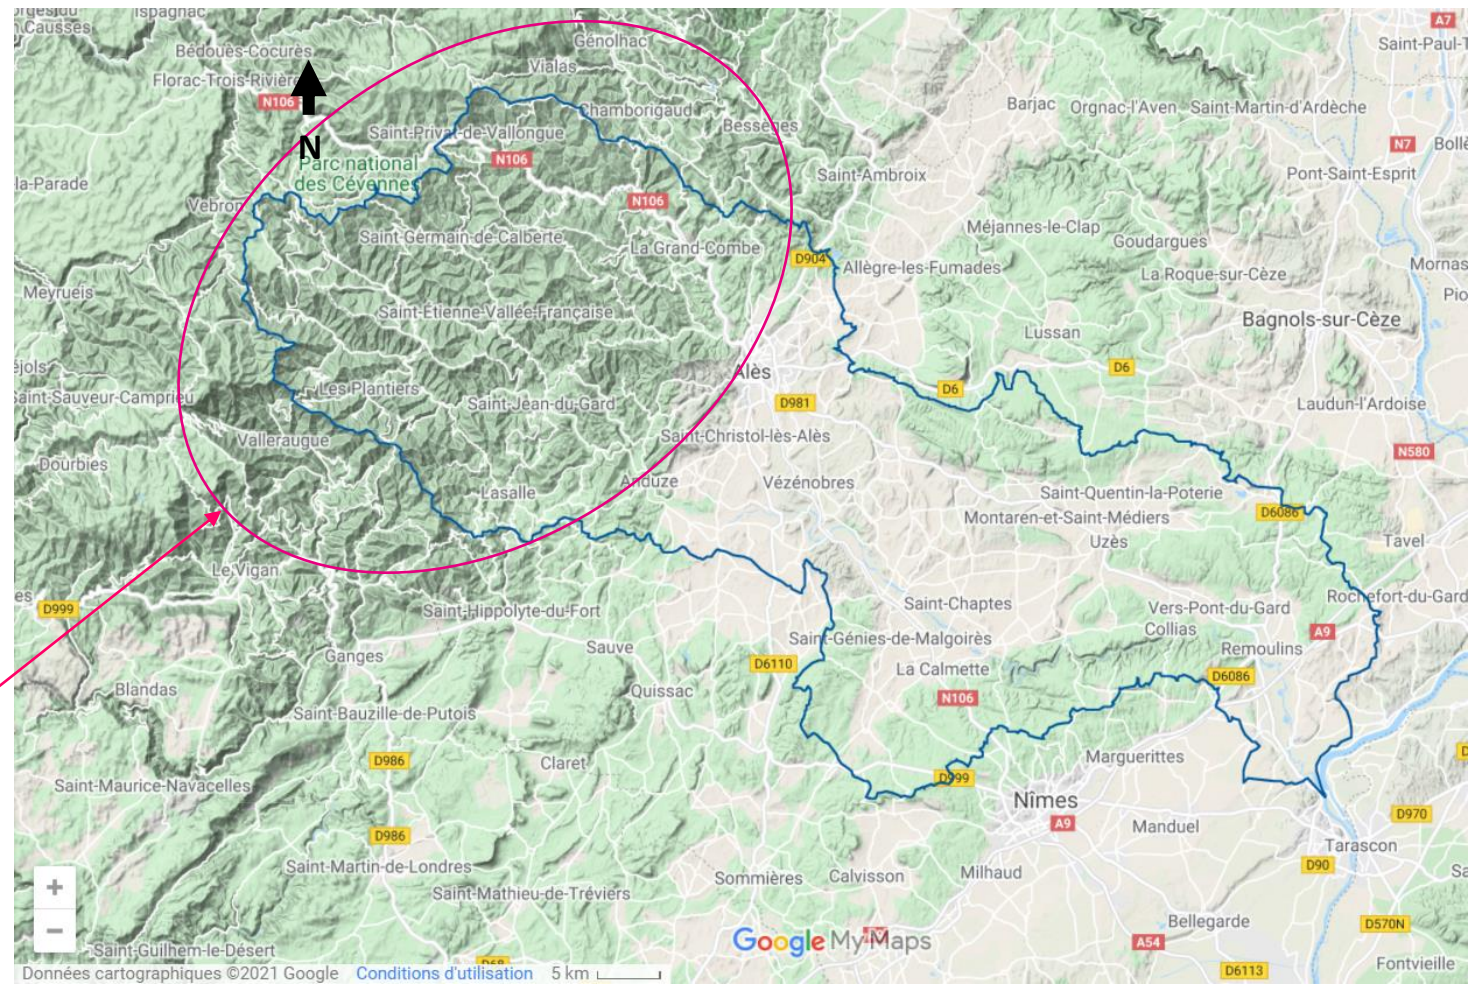 A7
Causses
Saint-Paul-T
Génolhac
Bédouès-Cocurès
Vialas
Florac-Trois-Rivière
N106
Chamborigaud
Barjac
Orgnac-l'Aven
Saint-Martin-d'Ardèche
Bessèges
Saint-Privat-de-Vallongue
N7
Bollè
N
N106
Parc national
des Cévennes
la-Parade
Saint-Ambroix
Pont-Saint-Esprit
Vebron
N106
Méjannes-le-Clap
Goudargues
Saint-Germain-de-Calberte
La Grand-Combe
D904
Allègre-les-Fumades
La Roque-sur-Cèze
Mornas
Meyrueis
Pio
Saint-Étienne-Vallée-Française
Bagnols-sur-Cèze
Lussan
D6
éjols
Alès
D6
Les Plantiers
Saint-Sauveur-Camprieu
Saint-Jean-du-Gard
D981
Laudun-l'Ardoise
Valleraugue
Saint-Christol-lès-Alès
N580
Dourbies
Anduze
Vézénobres
Lasalle
Saint-Quentin-la-Poterie
D6086
Montaren-et-Saint-Médiers
Uzès
Tavel
Le Vigan
es
D999
Saint-Hippolyte-du-Fort
Saint-Chaptes
Vers-Pont-du-Gard
Rochefort-du-Gard
Collias
A9
Saint-Génies-de-Malgoirès
Sauve
Remoulins
Ganges
D6110
La Calmette
D6086
Blandas
Quissac
N106
Saint-Bauzille-de-Putois
D986
Claret
Marguerittes
D999
Saint-Maurice-Navacelles
Nîmes
D970
A9
Manduel
D986
Tarascon
Saint-Martin-de-Londres
D90
Sommières
Calvisson
Milhaud
Sa
Saint-Mathieu-de-Tréviers
+
−
Bellegarde
D570N
Google My Maps
A54
Saint-Guilhem-le-Désert
Fontvieille
D68
D6113
Données cartographiques ©2021 Google
Conditions d'utilisation
5 km